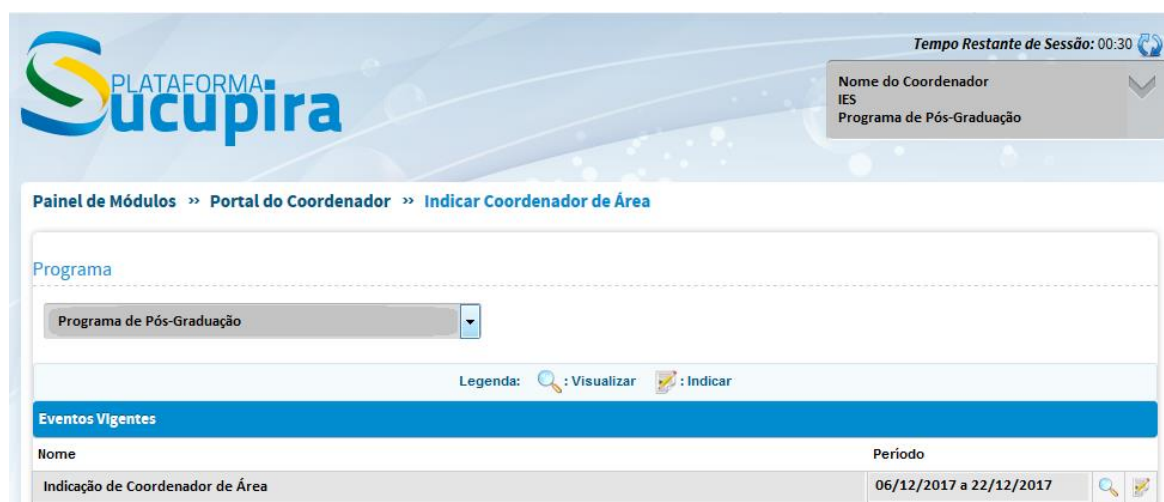 Tempo Restante de Sessão: 00:30
PLATAFORMA
Sucupira
Nome do Coordenador
IES
Programa de Pós-Graduação
Painel de Módulos » Portal do Coordenador » Indicar Coordenador de Área
Programa
Programa de Pós-Graduação
Legenda: : Visualizar : Indicar
Eventos VIgentes
Nome Período
Indicação de Coordenador de Área 06/12/2017 a 22/12/2017